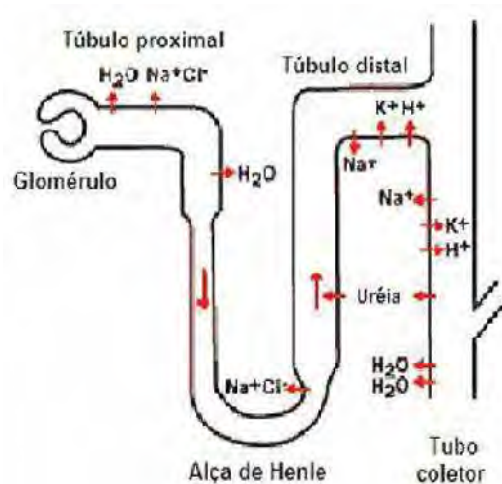 Túbulo proximal
H₂O Na⁺Cl⁻
Glomérulo
H₂O
Túbulo distal
K⁺ H⁺
Na⁺
Na⁺
K⁺
H⁺
Uréia
Na⁺Cl⁻
H₂O
H₂O
Alça de Henle
Tubo
coletor